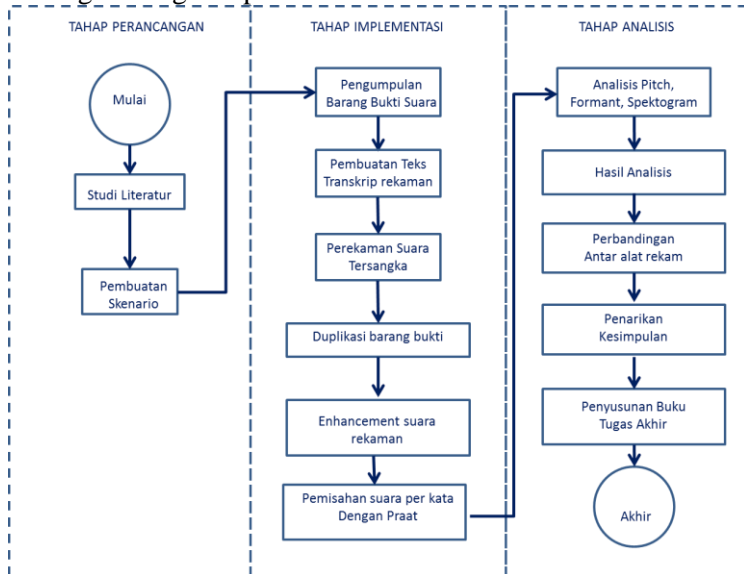 TAHAP PERANCANGAN
Mulai
Studi Literatur
Pembuatan
Skenario
TAHAP IMPLEMENTASI
Pengumpulan
Barang Bukti Suara
Pembuatan Teks
Transkrip rekaman
Perekaman Suara
Tersangka
Duplikasi barang bukti
Enhancement suara
rekaman
Pemisahan suara per kata
Dengan Praat
TAHAP ANALISIS
Analisis Pitch,
Formant, Spektogram
Hasil Analisis
Perbandingan
Antar alat rekam
Penarikan
Kesimpulan
Penyusunan Buku
Tugas Akhir
Akhir